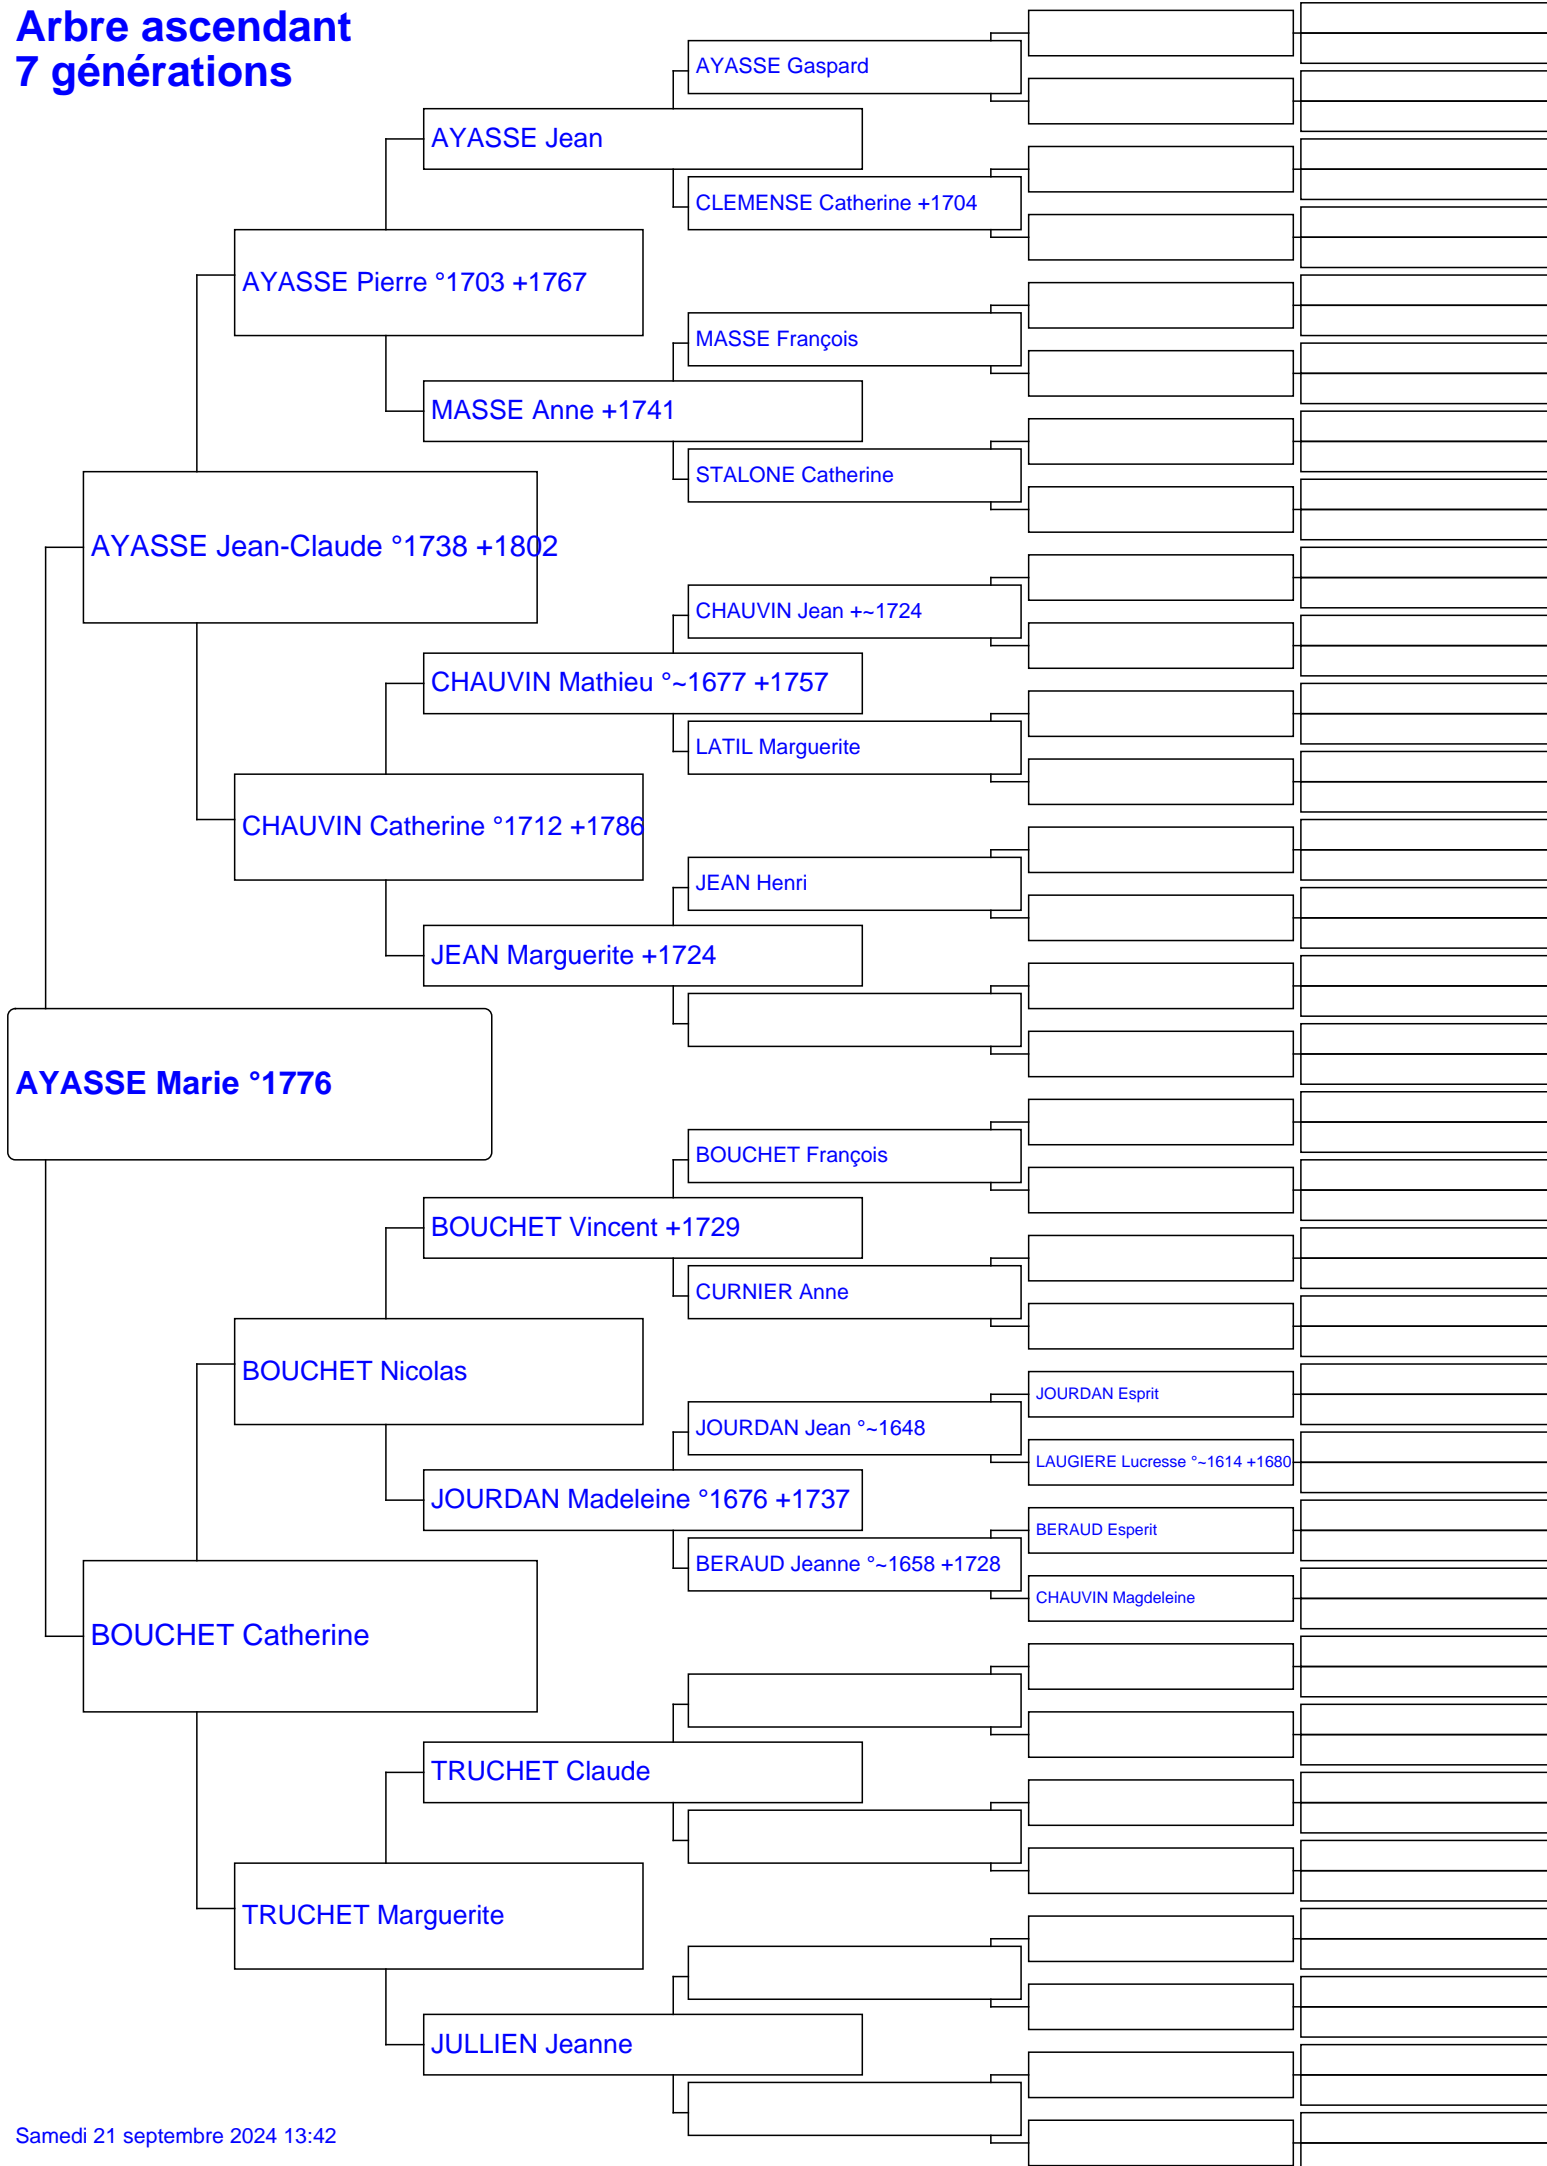 Arbre ascendant
7 générations
AYASSE Gaspard
AYASSE Jean
CLEMENSE Catherine +1704
AYASSE Pierre °1703 +1767
MASSE François
MASSE Anne +1741
STALONE Catherine
AYASSE Jean-Claude °1738 +1802
CHAUVIN Jean +~1724
CHAUVIN Mathieu °~1677 +1757
LATIL Marguerite
CHAUVIN Catherine °1712 +1786
JEAN Henri
JEAN Marguerite +1724
AYASSE Marie °1776
BOUCHET François
BOUCHET Vincent +1729
CURNIER Anne
BOUCHET Nicolas
JOURDAN Esprit
JOURDAN Jean °~1648
LAUGIERE Lucresse °~1614 +1680
JOURDAN Madeleine °1676 +1737
BERAUD Esperit
BERAUD Jeanne °~1658 +1728
CHAUVIN Magdeleine
BOUCHET Catherine
TRUCHET Claude
TRUCHET Marguerite
JULLIEN Jeanne
Samedi 21 septembre 2024 13:42